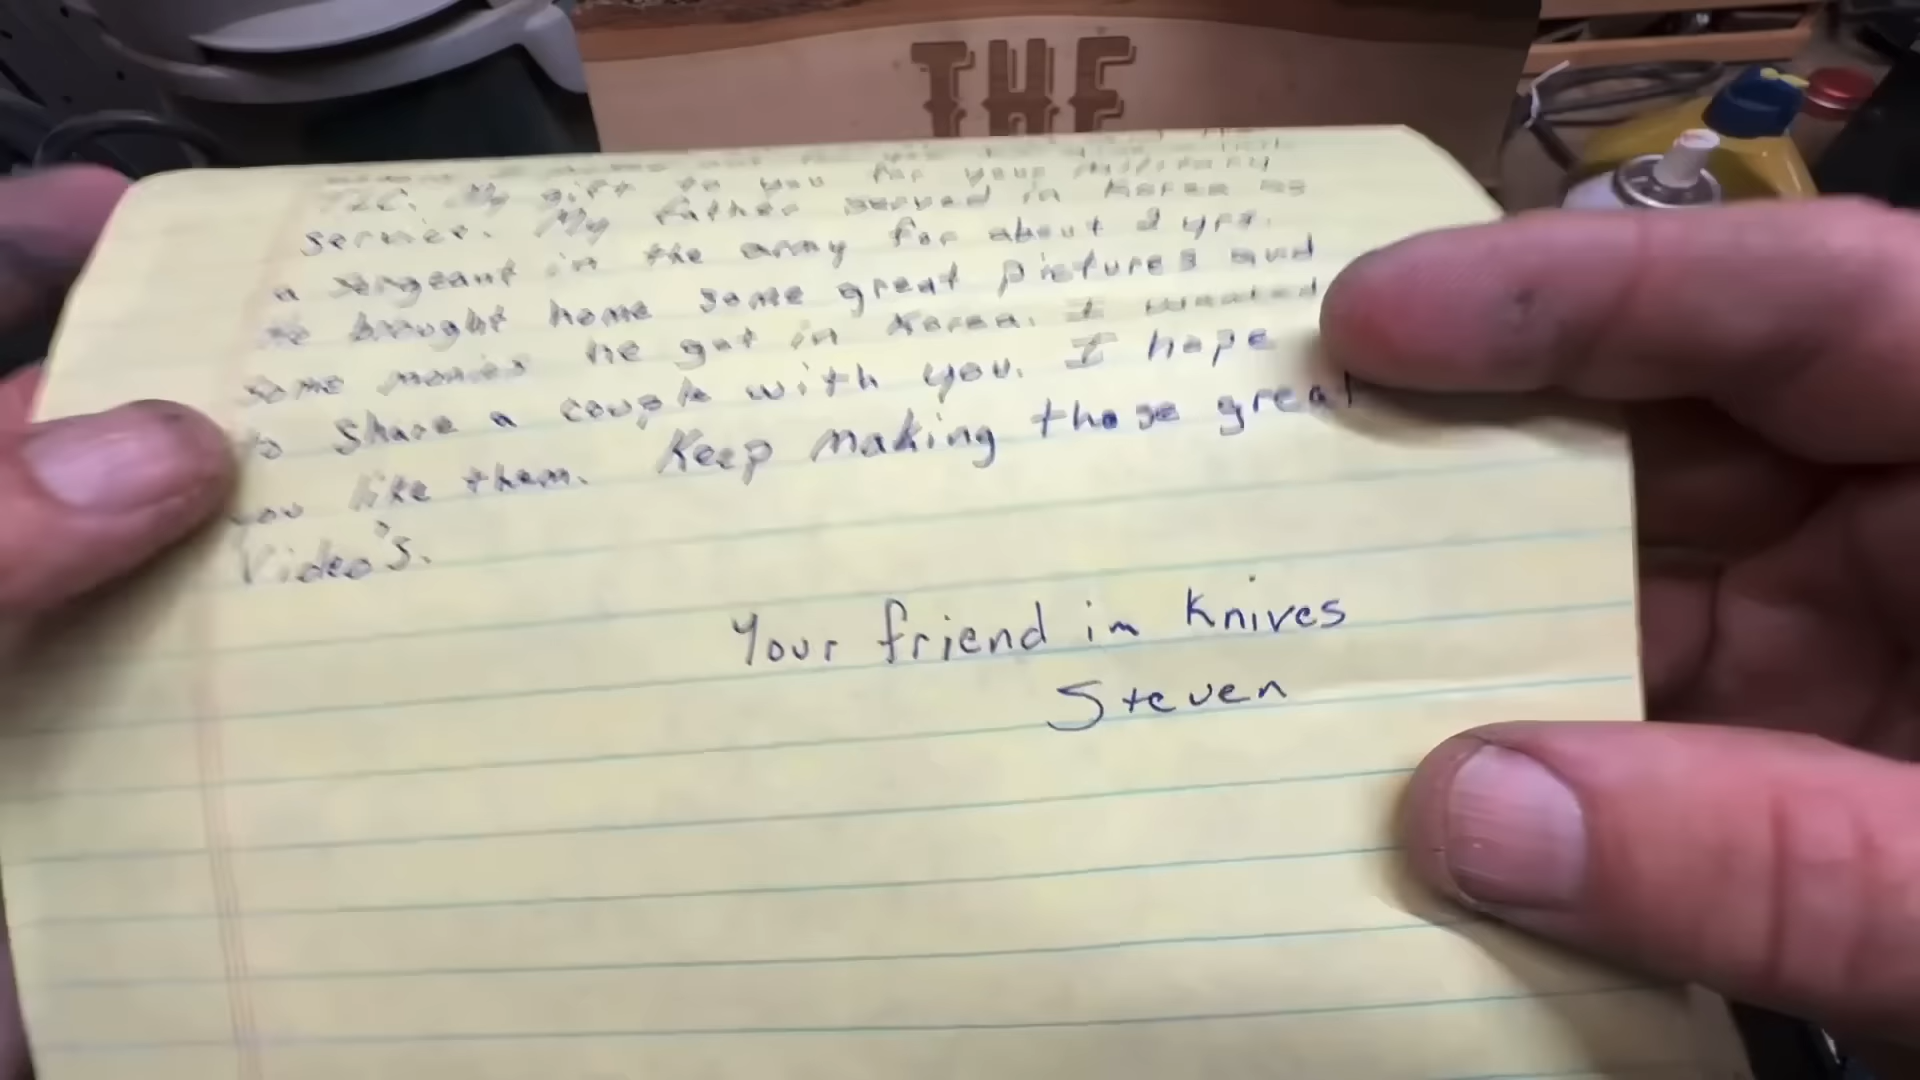 THE
TLC. My gift to you for your military
service. My father served in Korea as
a sergeant in the army for about 2 yrs.
He brought home some great pictures and
some monies he got in Korea. I wanted
to share a couple with you. I hope
you like them. Keep making those great
Video's.
Your friend in Knives
Steven